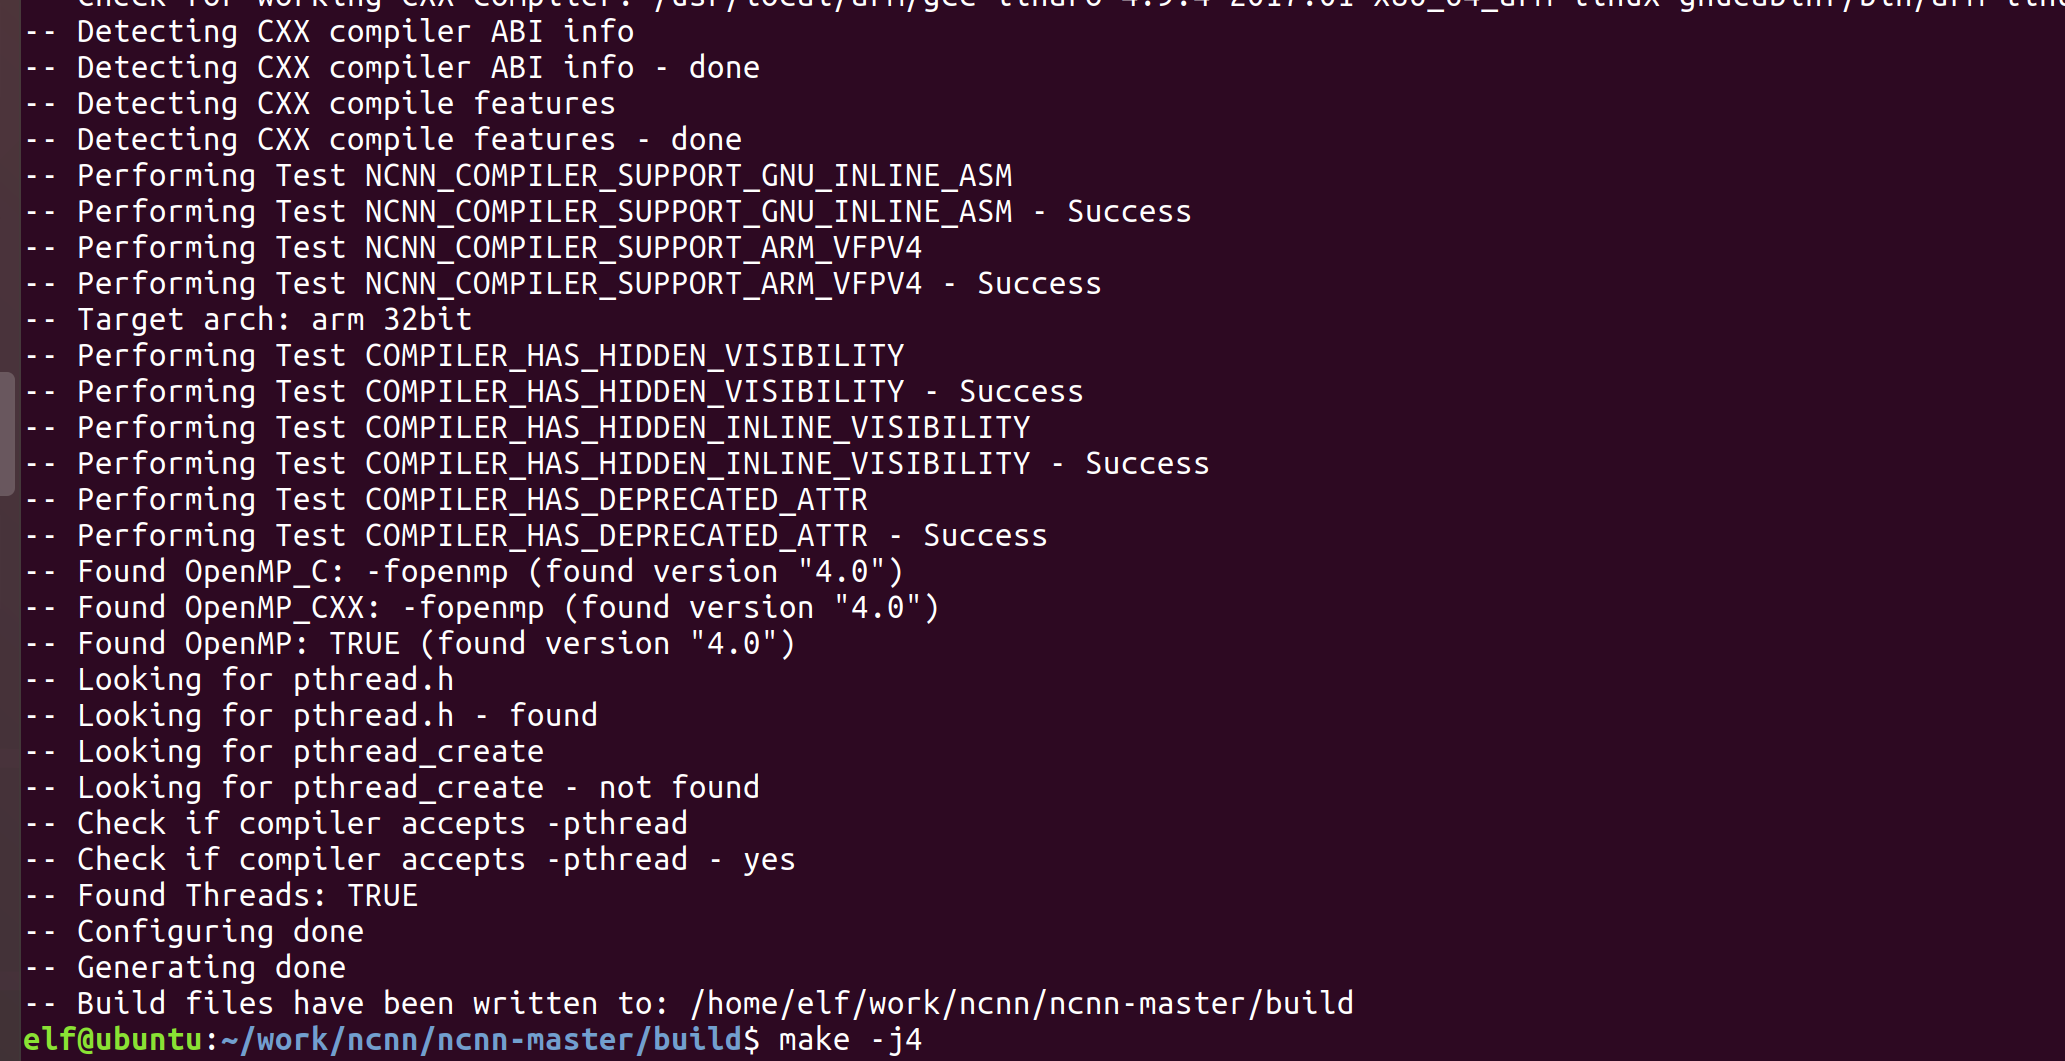 -- Detecting CXX compiler ABI info
-- Detecting CXX compiler ABI info - done
-- Detecting CXX compile features
-- Detecting CXX compile features - done
-- Performing Test NCNN_COMPILER_SUPPORT_GNU_INLINE_ASM
-- Performing Test NCNN_COMPILER_SUPPORT_GNU_INLINE_ASM - Success
-- Performing Test NCNN_COMPILER_SUPPORT_ARM_VFPV4
-- Performing Test NCNN_COMPILER_SUPPORT_ARM_VFPV4 - Success
-- Target arch: arm 32bit
-- Performing Test COMPILER_HAS_HIDDEN_VISIBILITY
-- Performing Test COMPILER_HAS_HIDDEN_VISIBILITY - Success
-- Performing Test COMPILER_HAS_HIDDEN_INLINE_VISIBILITY
-- Performing Test COMPILER_HAS_HIDDEN_INLINE_VISIBILITY - Success
-- Performing Test COMPILER_HAS_DEPRECATED_ATTR
-- Performing Test COMPILER_HAS_DEPRECATED_ATTR - Success
-- Found OpenMP_C: -fopenmp (found version "4.0")
-- Found OpenMP_CXX: -fopenmp (found version "4.0")
-- Found OpenMP: TRUE (found version "4.0")
-- Looking for pthread.h
-- Looking for pthread.h - found
-- Looking for pthread_create
-- Looking for pthread_create - not found
-- Check if compiler accepts -pthread
-- Check if compiler accepts -pthread - yes
-- Found Threads: TRUE
-- Configuring done
-- Generating done
-- Build files have been written to: /home/elf/work/ncnn/ncnn-master/build
elf@ubuntu:~/work/ncnn/ncnn-master/build$ make -j4